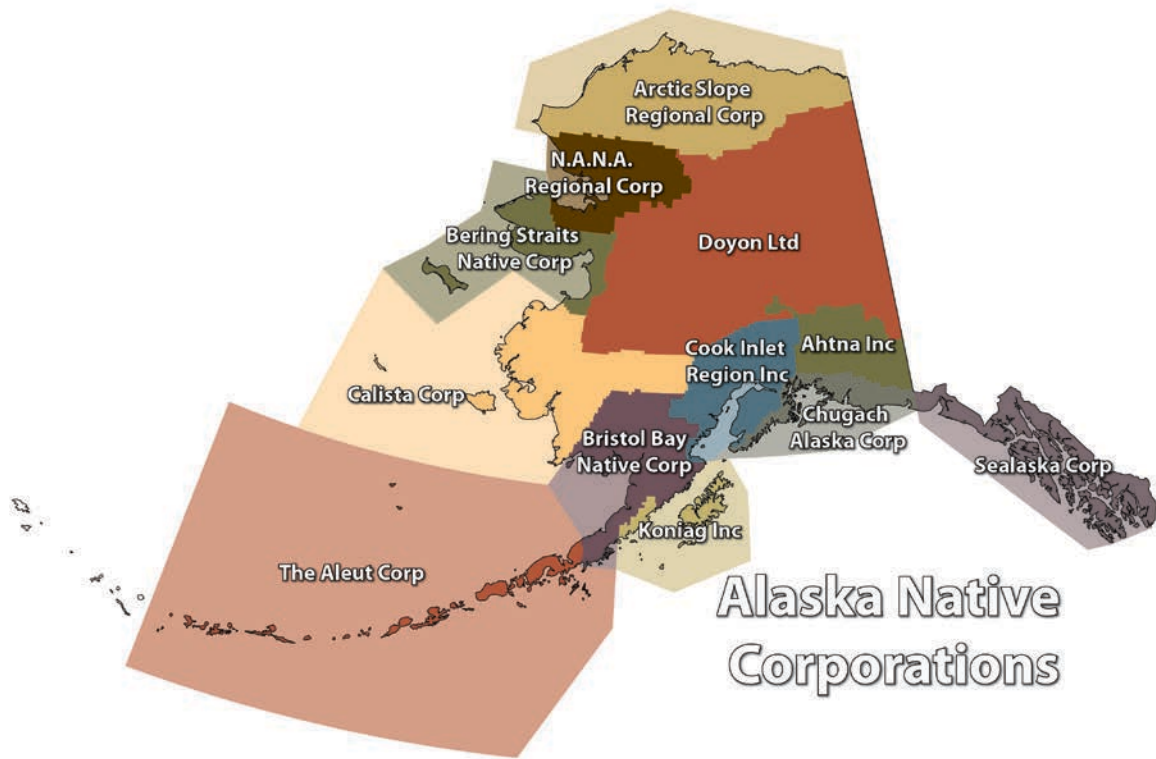 Arctic Slope
Regional Corp
N.A.N.A.
Regional Corp
Bering Straits
Native Corp
Doyon Ltd
Cook Inlet
Region Inc
Ahtna Inc
Calista Corp
Chugach
Alaska Corp
Bristol Bay
Native Corp
Sealaska Corp
Koniag Inc
The Aleut Corp
Alaska Native
Corporations